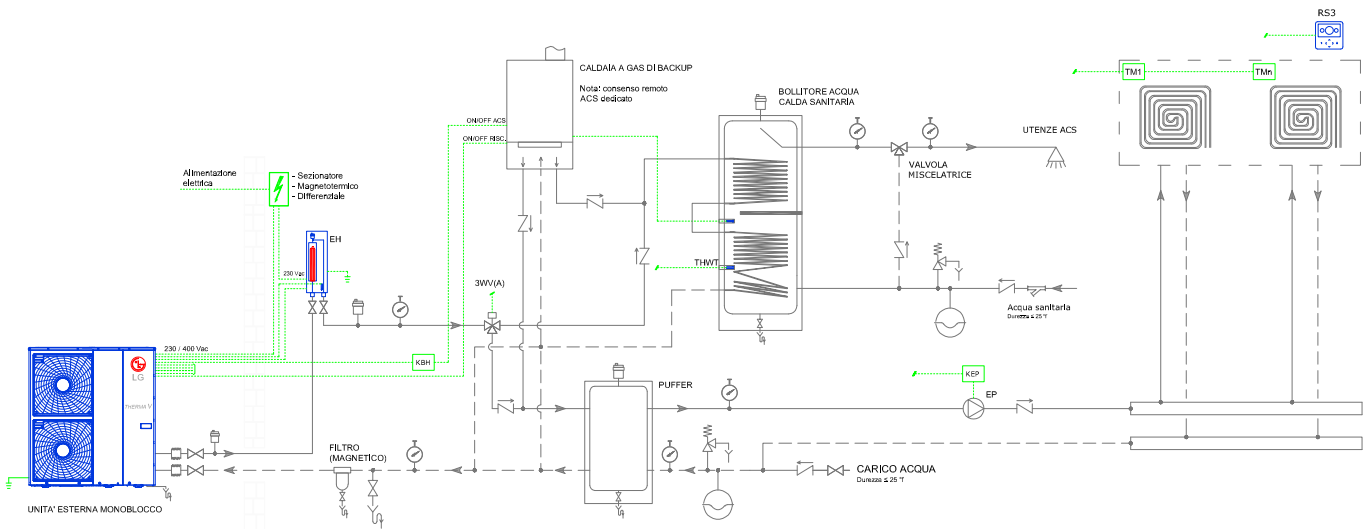 RS3
CALDAIA A GAS DI BACKUP
Nota: consenso remoto
ACS dedicato
TM1
TMn
BOLLITORE ACQUA
CALDA SANITARIA
ON/OFF ACS
ON/OFF RISC.
UTENZE ACS
VALVOLA
MISCELATRICE
Alimentazione
elettrica
- Sezionatore
- Magnetotermico
- Differenziale
EH
230 Vac
THWT
3WV(A)
Acqua sanitaria
Durezza ≤ 25 °f
230 / 400 Vac
KBH
LG
THERMA V
PUFFER
KEP
EP
FILTRO
(MAGNETICO)
CARICO ACQUA
Durezza ≤ 25 °f
UNITA' ESTERNA MONOBLOCCO